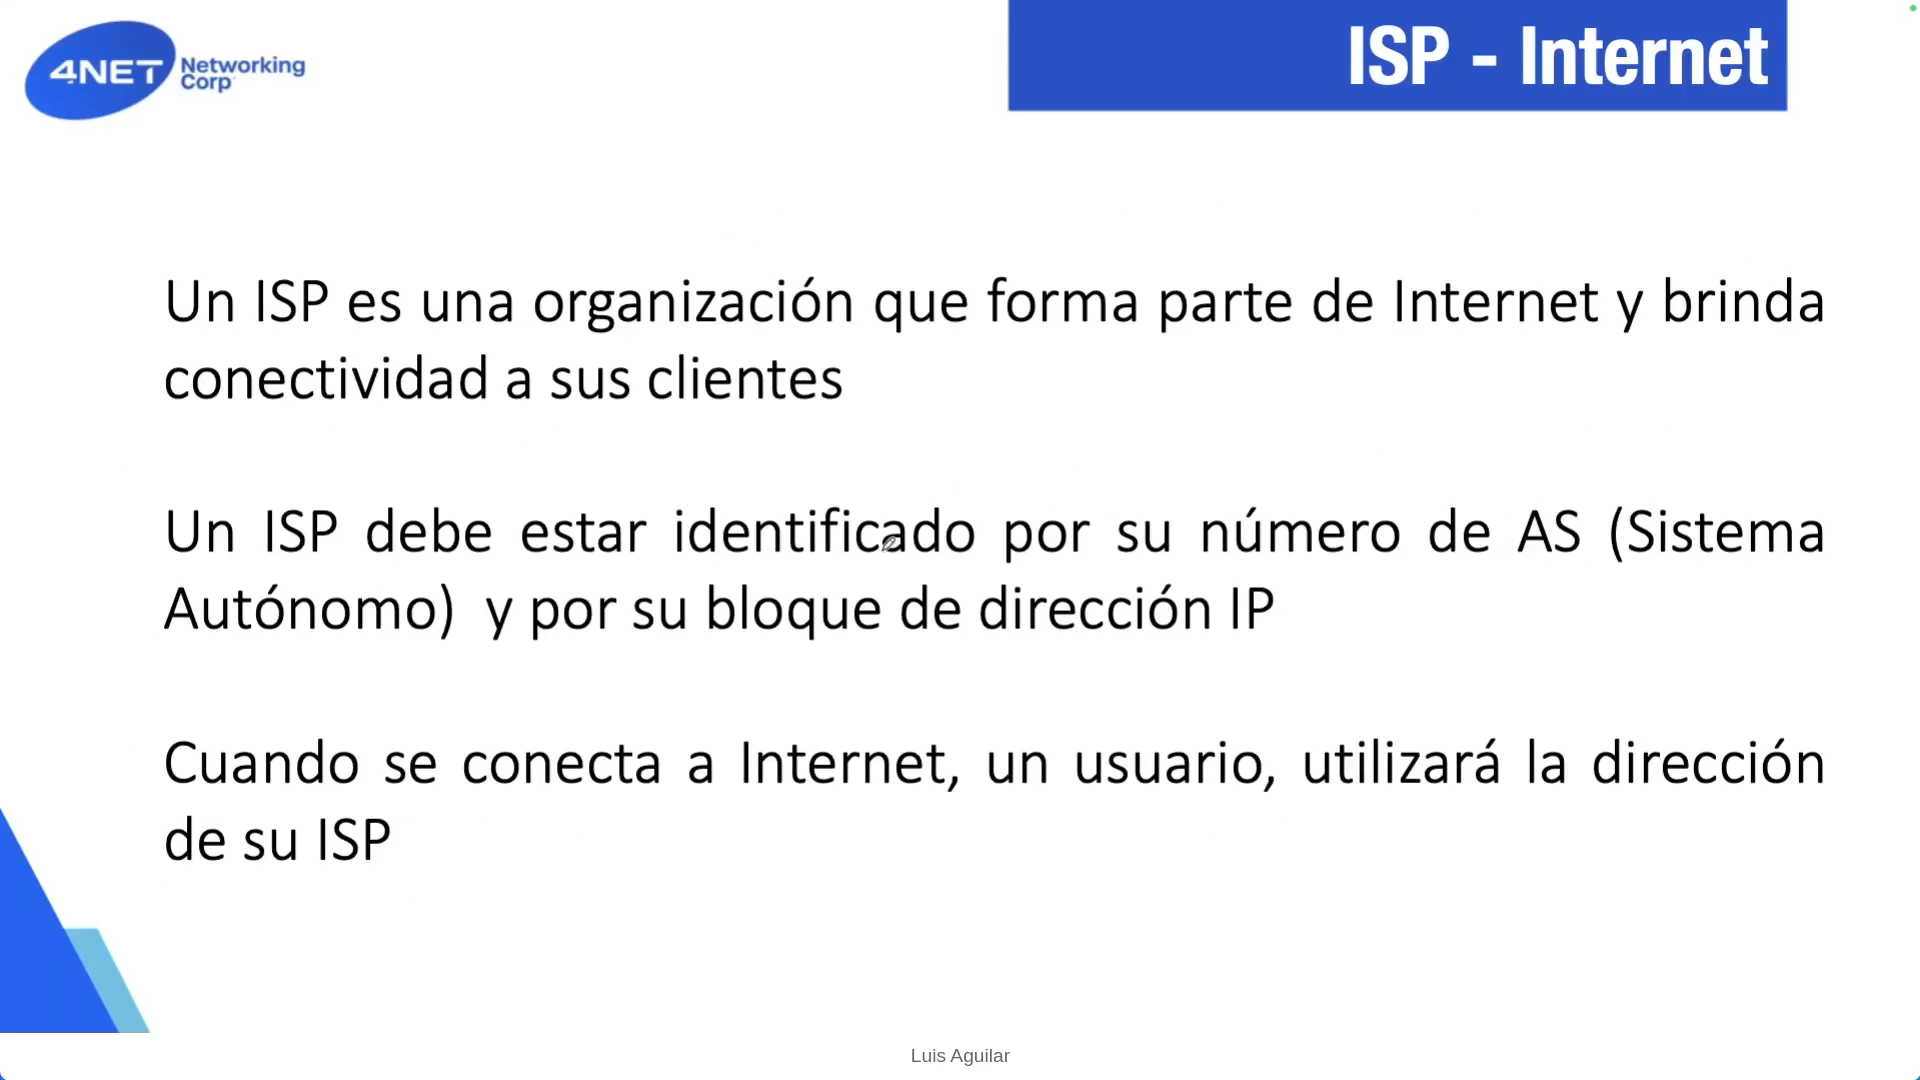 4NET Networking
Corp
ISP - Internet
Un ISP es una organización que forma parte de Internet y brinda
conectividad a sus clientes
Un ISP debe estar identificado por su número de AS (Sistema
Autónomo) y por su bloque de dirección IP
Cuando se conecta a Internet, un usuario, utilizará la dirección
de su ISP
Luis Aguilar